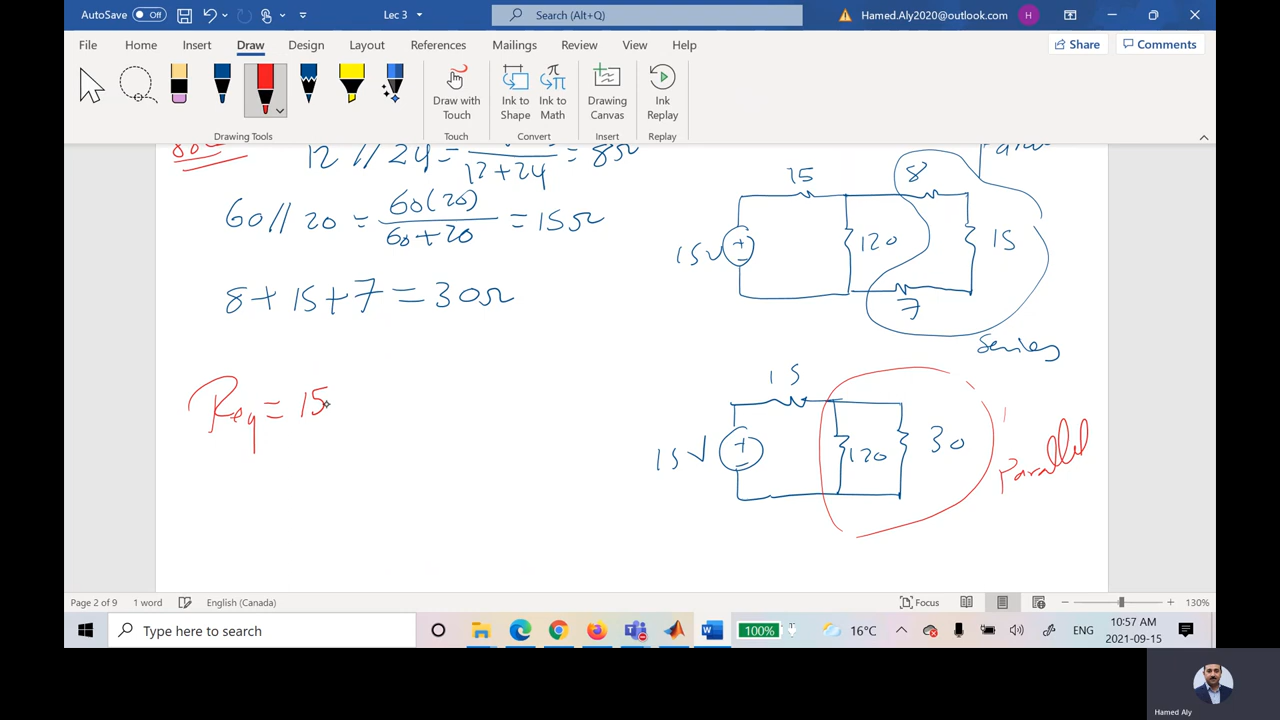 AutoSave Off Lec 3 Search (Alt+Q) Hamed.Aly2020@outlook.com H
File Home Insert Draw Design Layout References Mailings Review View Help Share Comments
Draw with Touch
Ink to Shape
Ink to Math
Drawing Canvas
Ink Replay
Drawing Tools Touch Convert Insert Replay
12 // 24 = 12+24 = 8Ω
60 // 20 = 60(20) / 60+20 = 15Ω
8 + 15 + 7 = 30Ω
Req = 15
15 8
15V 120 15
7
Series
15
15V 120 30
Parallel
Page 2 of 9 1 word English (Canada) Focus 130%
Type here to search 100% 16°C ENG 10:57 AM
2021-09-15
Hamed Aly